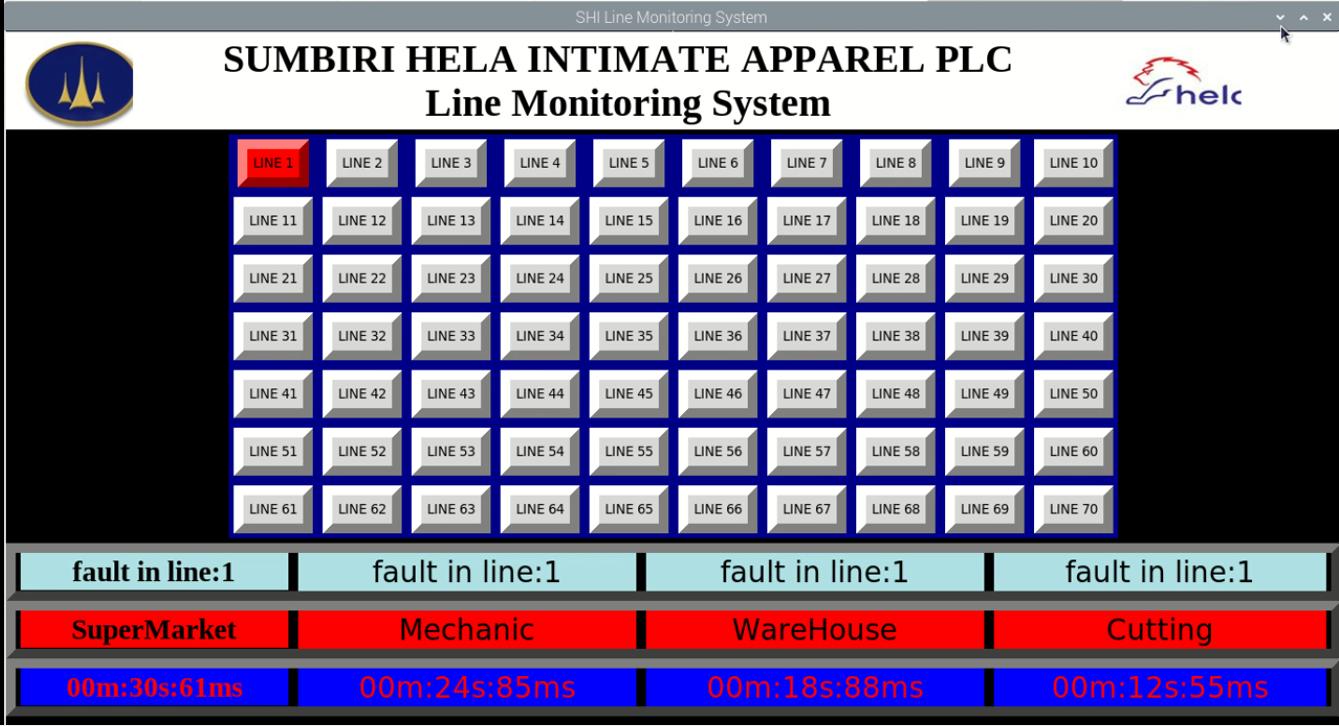 SHI Line Monitoring System
SUMBIRI HELA INTIMATE APPAREL PLC
Line Monitoring System
helc
LINE 1 LINE 2 LINE 3 LINE 4 LINE 5 LINE 6 LINE 7 LINE 8 LINE 9 LINE 10
LINE 11 LINE 12 LINE 13 LINE 14 LINE 15 LINE 16 LINE 17 LINE 18 LINE 19 LINE 20
LINE 21 LINE 22 LINE 23 LINE 24 LINE 25 LINE 26 LINE 27 LINE 28 LINE 29 LINE 30
LINE 31 LINE 32 LINE 33 LINE 34 LINE 35 LINE 36 LINE 37 LINE 38 LINE 39 LINE 40
LINE 41 LINE 42 LINE 43 LINE 44 LINE 45 LINE 46 LINE 47 LINE 48 LINE 49 LINE 50
LINE 51 LINE 52 LINE 53 LINE 54 LINE 55 LINE 56 LINE 57 LINE 58 LINE 59 LINE 60
LINE 61 LINE 62 LINE 63 LINE 64 LINE 65 LINE 66 LINE 67 LINE 68 LINE 69 LINE 70
fault in line:1 fault in line:1 fault in line:1 fault in line:1
SuperMarket Mechanic WareHouse Cutting
00m:30s:61ms 00m:24s:85ms 00m:18s:88ms 00m:12s:55ms